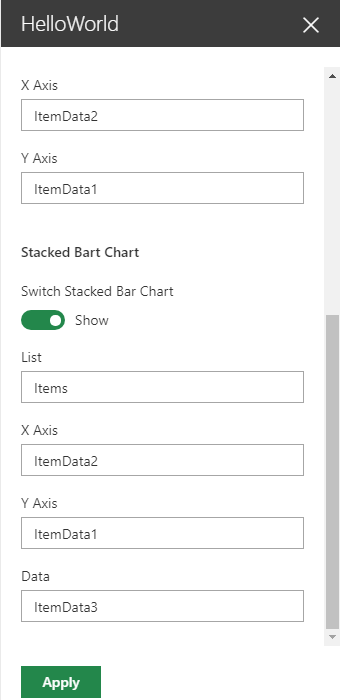 HelloWorld
X Axis
ItemData2
Y Axis
ItemData1
Stacked Bart Chart
Switch Stacked Bar Chart
Show
List
Items
X Axis
ItemData2
Y Axis
ItemData1
Data
ItemData3
Apply